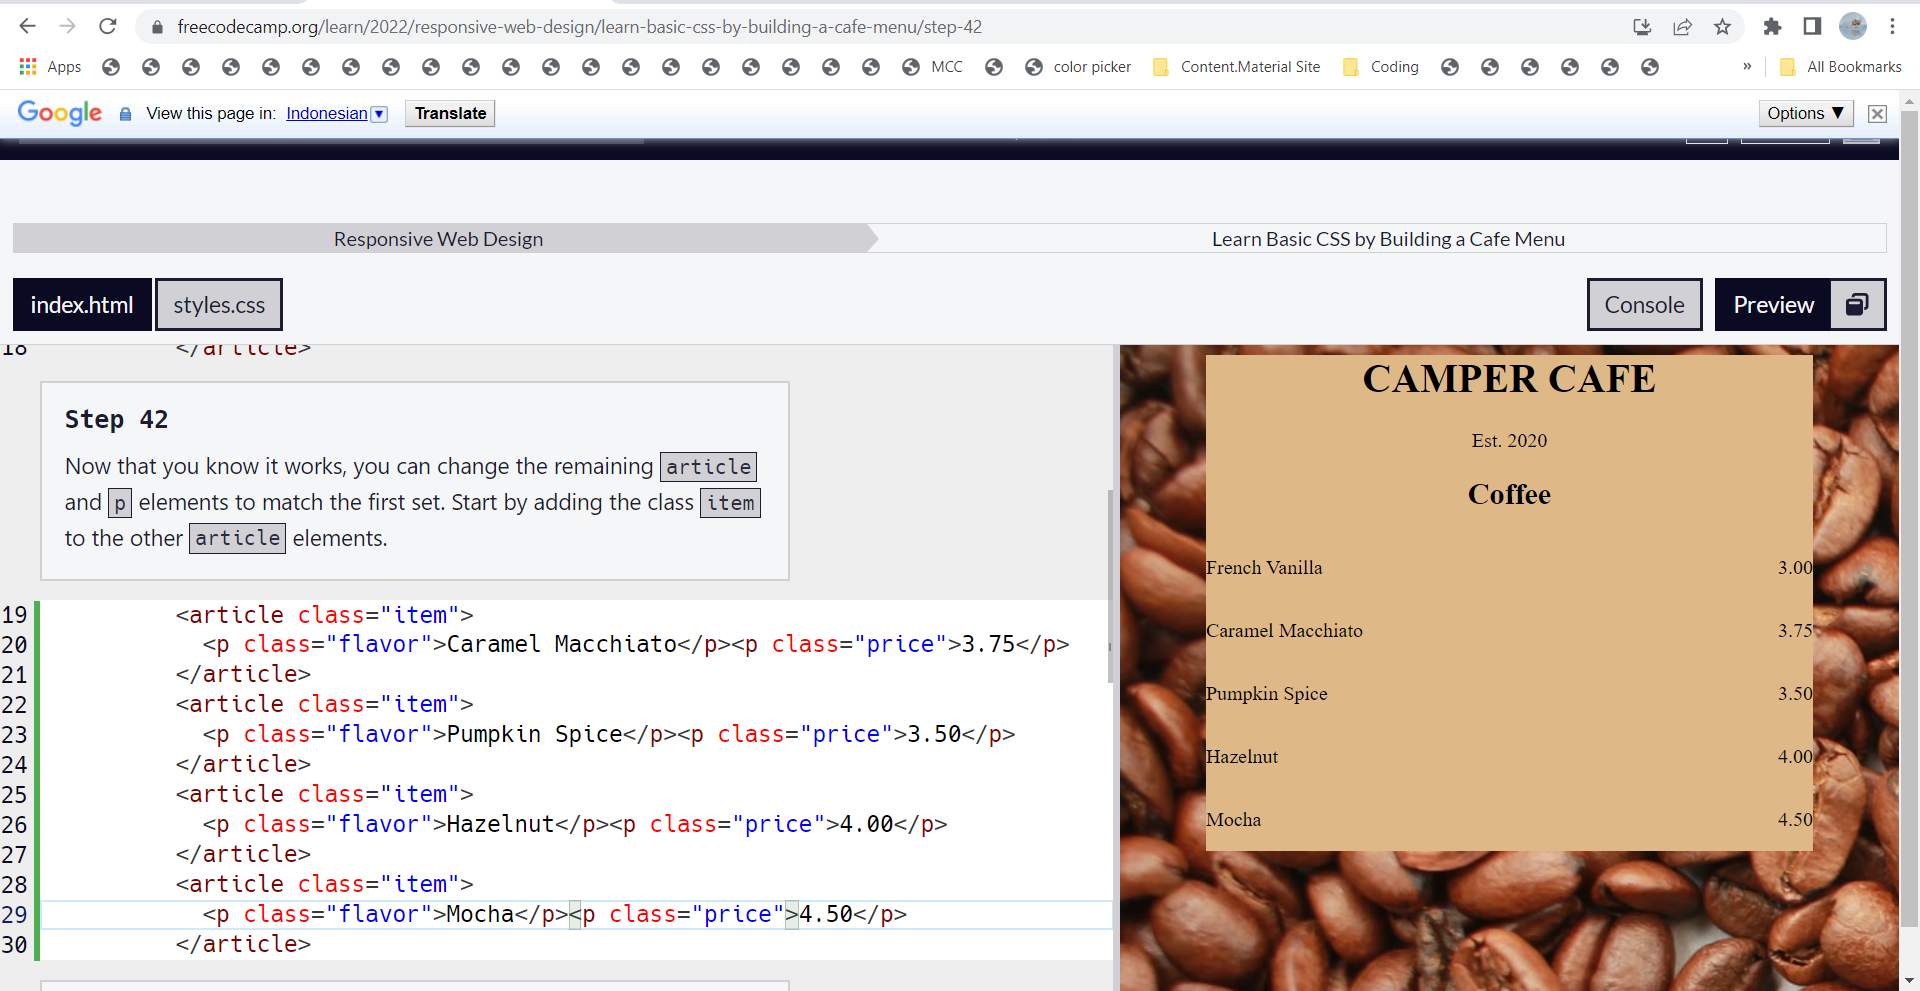 freecodecamp.org/learn/2022/responsive-web-design/learn-basic-css-by-building-a-cafe-menu/step-42
Apps MCC color picker Content.Material Site Coding » All Bookmarks
Google View this page in: Indonesian Translate Options ▼
Responsive Web Design Learn Basic CSS by Building a Cafe Menu
index.html styles.css Console Preview
18 </article>
Step 42
Now that you know it works, you can change the remaining article
and p elements to match the first set. Start by adding the class item
to the other article elements.
19 <article class="item">
20 <p class="flavor">Caramel Macchiato</p><p class="price">3.75</p>
21 </article>
22 <article class="item">
23 <p class="flavor">Pumpkin Spice</p><p class="price">3.50</p>
24 </article>
25 <article class="item">
26 <p class="flavor">Hazelnut</p><p class="price">4.00</p>
27 </article>
28 <article class="item">
29 <p class="flavor">Mocha</p><p class="price">4.50</p>
30 </article>
CAMPER CAFE
Est. 2020
Coffee
French Vanilla 3.00
Caramel Macchiato 3.75
Pumpkin Spice 3.50
Hazelnut 4.00
Mocha 4.50